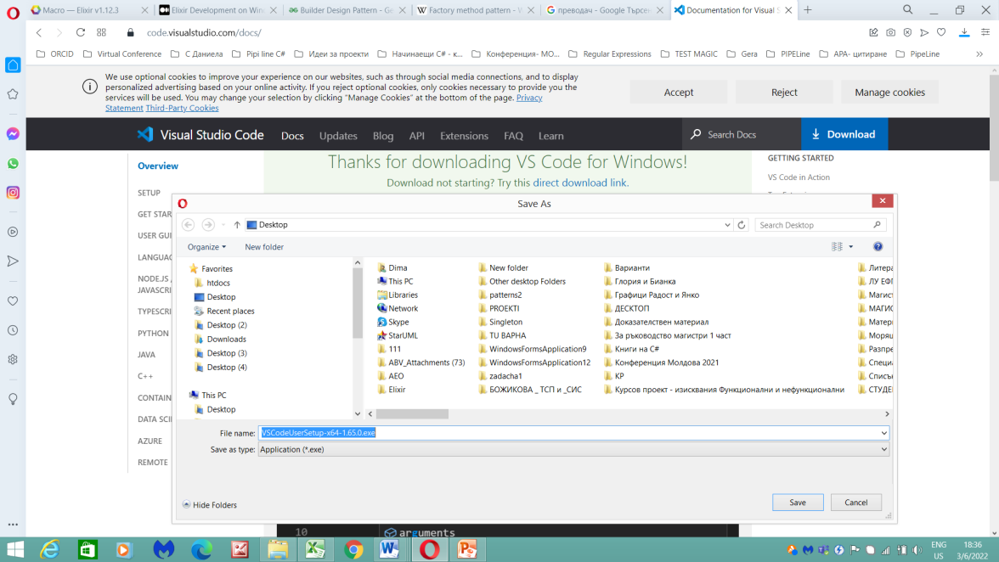 Macro — Elixir v1.12.3
Elixir Development on Win
Builder Design Pattern - Ge
Factory method pattern - W
преводач - Google Търсен
Documentation for Visual S
code.visualstudio.com/docs/
ORCID
Virtual Conference
С Даниела
Pipi line C#
Идеи за проекти
Начинаещи C# - к...
Конференция- МО...
Regular Expressions
TEST MAGIC
Gera
PIPELine
APA- цитиране
PipeLine
We use optional cookies to improve your experience on our websites, such as through social media connections, and to display
personalized advertising based on your online activity. If you reject optional cookies, only cookies necessary to provide you the
services will be used. You may change your selection by clicking "Manage Cookies" at the bottom of the page. Privacy
Statement Third-Party Cookies
Accept
Reject
Manage cookies
Visual Studio Code
Docs
Updates
Blog
API
Extensions
FAQ
Learn
Search Docs
Download
Overview
SETUP
GET STAR
USER GUI
LANGUAG
NODE.JS /
JAVASCRI
TYPESCRI
PYTHON
JAVA
C++
CONTAIN
DATA SCI
AZURE
REMOTE
Thanks for downloading VS Code for Windows!
Download not starting? Try this direct download link.
GETTING STARTED
VS Code in Action
Save As
Desktop
Search Desktop
Organize
New folder
Favorites
htdocs
Desktop
Recent places
Desktop (2)
Downloads
Desktop (3)
Desktop (4)
This PC
Desktop
Dima
This PC
Libraries
Network
Skype
StarUML
111
ABV_Attachments (73)
AEO
Elixir
New folder
Other desktop Folders
patterns2
PROEKTI
Singleton
TU ВАРНА
WindowsFormsApplication9
WindowsFormsApplication12
zadacha1
БОЖИКОВА _ ТСП и _СИС
Варианти
Глория и Бианка
Графици Радост и Янко
ДЕСКТОП
Доказателствен материал
За ръководство магистри 1 част
Книги на C#
Конференция Молдова 2021
КР
Курсов проект - изисквания Функционални и нефункционални
Литера
ЛУ ЕФГ
Магист
МАГИС
Матер
Моряц
Разпре
Специа
Списъ
СТУДЕ
File name:
VSCodeUserSetup-x64-1.65.0.exe
Save as type:
Application (*.exe)
Hide Folders
Save
Cancel
10
arguments
ENG
US
18:36
3/6/2022